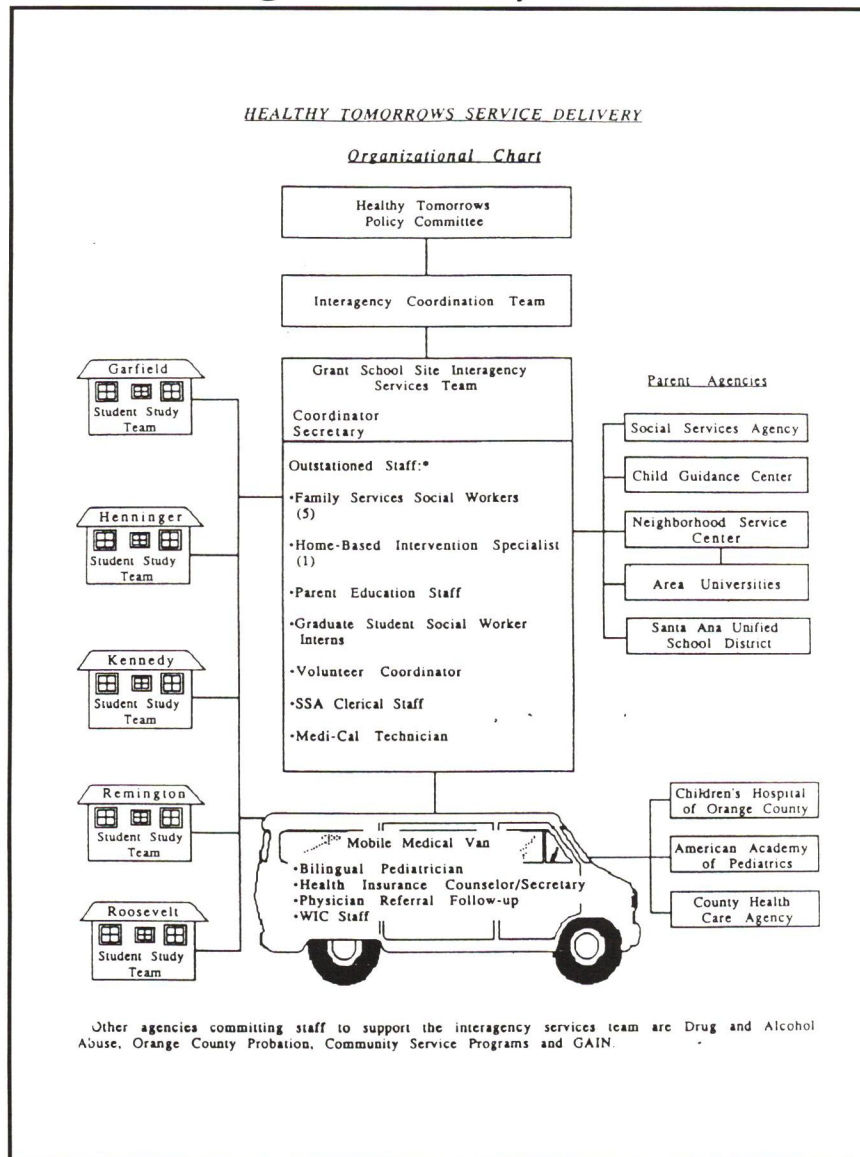 HEALTHY TOMORROWS SERVICE DELIVERY
Organizational Chart
Healthy Tomorrows
Policy Committee
Interagency Coordination Team
Grant School Site Interagency
Services Team
Coordinator
Secretary
Outstationed Staff:*
•Family Services Social Workers
(5)
•Home-Based Intervention Specialist
(1)
•Parent Education Staff
•Graduate Student Social Worker
Interns
•Volunteer Coordinator
•SSA Clerical Staff
•Medi-Cal Technician
Garfield
Student Study
Team
Henninger
Student Study
Team
Kennedy
Student Study
Team
Remington
Student Study
Team
Roosevelt
Student Study
Team
Parent Agencies
Social Services Agency
Child Guidance Center
Neighborhood Service
Center
Area Universities
Santa Ana Unified
School District
Mobile Medical Van
•Bilingual Pediatrician
•Health Insurance Counselor/Secretary
•Physician Referral Follow-up
•WIC Staff
Children's Hospital
of Orange County
American Academy
of Pediatrics
County Health
Care Agency
Other agencies committing staff to support the interagency services team are Drug and Alcohol
Abuse, Orange County Probation, Community Service Programs and GAIN.